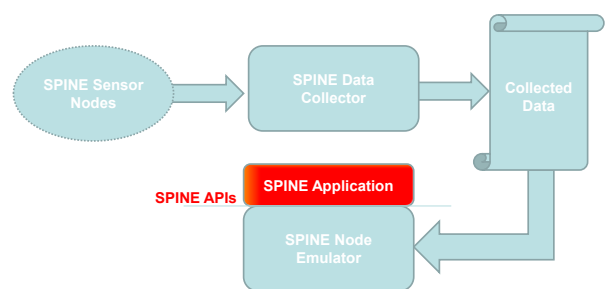 SPINE Sensor
Nodes
SPINE Data
Collector
Collected
Data
SPINE Application
SPINE APIs
SPINE Node
Emulator